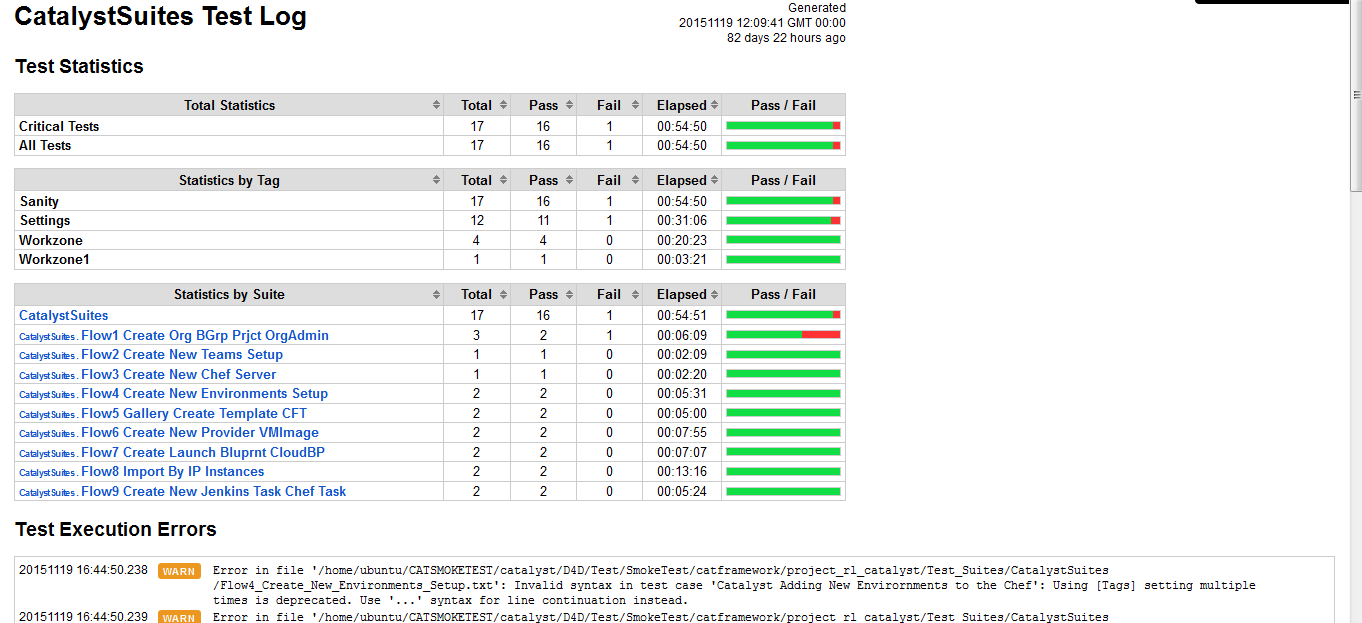 CatalystSuites Test Log
Generated
20151119 12:09:41 GMT 00:00
82 days 22 hours ago
Test Statistics
Total Statistics Total Pass Fail Elapsed Pass / Fail
Critical Tests 17 16 1 00:54:50
All Tests 17 16 1 00:54:50
Statistics by Tag Total Pass Fail Elapsed Pass / Fail
Sanity 17 16 1 00:54:50
Settings 12 11 1 00:31:06
Workzone 4 4 0 00:20:23
Workzone1 1 1 0 00:03:21
Statistics by Suite Total Pass Fail Elapsed Pass / Fail
CatalystSuites 17 16 1 00:54:51
CatalystSuites. Flow1 Create Org BGrp Prjct OrgAdmin 3 2 1 00:06:09
CatalystSuites. Flow2 Create New Teams Setup 1 1 0 00:02:09
CatalystSuites. Flow3 Create New Chef Server 1 1 0 00:02:20
CatalystSuites. Flow4 Create New Environments Setup 2 2 0 00:05:31
CatalystSuites. Flow5 Gallery Create Template CFT 2 2 0 00:05:00
CatalystSuites. Flow6 Create New Provider VMImage 2 2 0 00:07:55
CatalystSuites. Flow7 Create Launch Bluprnt CloudBP 2 2 0 00:07:07
CatalystSuites. Flow8 Import By IP Instances 2 2 0 00:13:16
CatalystSuites. Flow9 Create New Jenkins Task Chef Task 2 2 0 00:05:24
Test Execution Errors
20151119 16:44:50.238 WARN Error in file '/home/ubuntu/CATSMOKETEST/catalyst/D4D/Test/SmokeTest/catframework/project_rl_catalyst/Test_Suites/CatalystSuites
/Flow4_Create_New_Environments_Setup.txt': Invalid syntax in test case 'Catalyst Adding New Envirornments to the Chef': Using [Tags] setting multiple
times is deprecated. Use '...' syntax for line continuation instead.
20151119 16:44:50.239 WARN Error in file '/home/ubuntu/CATSMOKETEST/catalyst/D4D/Test/SmokeTest/catframework/project_rl_catalyst/Test_Suites/CatalystSuites